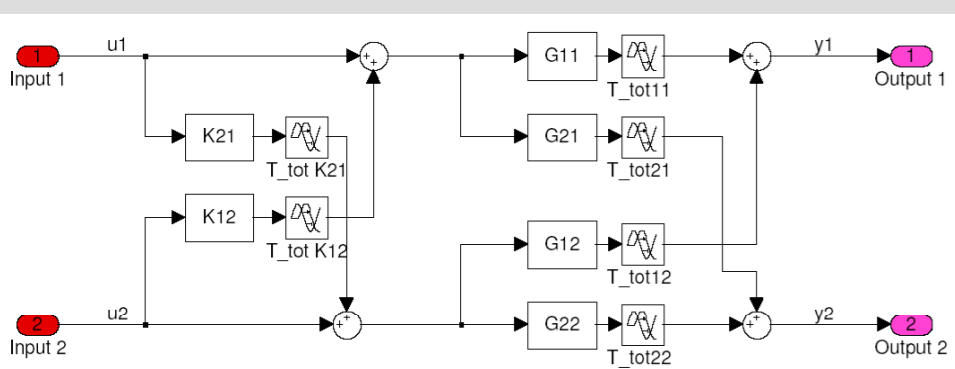 u1
1
Input 1
+
+
G11
T_tot11
+
+
y1
1
Output 1
K21
T_tot K21
G21
T_tot21
K12
T_tot K12
G12
T_tot12
u2
2
Input 2
+
+
G22
T_tot22
+
+
y2
2
Output 2